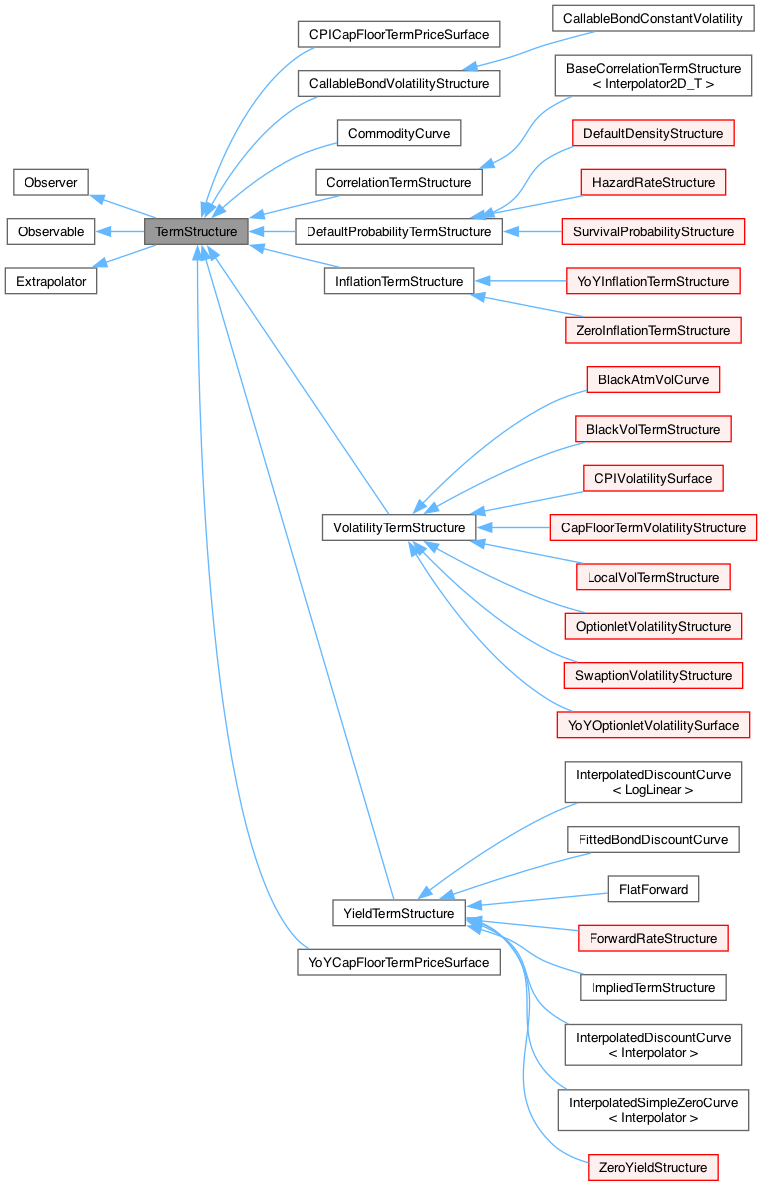 Observer
Observable
Extrapolator
TermStructure
CPICapFloorTermPriceSurface
CallableBondVolatilityStructure
CommodityCurve
CorrelationTermStructure
DefaultProbabilityTermStructure
InflationTermStructure
VolatilityTermStructure
YieldTermStructure
YoYCapFloorTermPriceSurface
CallableBondConstantVolatility
BaseCorrelationTermStructure
< Interpolator2D_T >
DefaultDensityStructure
HazardRateStructure
SurvivalProbabilityStructure
YoYInflationTermStructure
ZeroInflationTermStructure
BlackAtmVolCurve
BlackVolTermStructure
CPIVolatilitySurface
CapFloorTermVolatilityStructure
LocalVolTermStructure
OptionletVolatilityStructure
SwaptionVolatilityStructure
YoYOptionletVolatilitySurface
InterpolatedDiscountCurve
< LogLinear >
FittedBondDiscountCurve
FlatForward
ForwardRateStructure
ImpliedTermStructure
InterpolatedDiscountCurve
< Interpolator >
InterpolatedSimpleZeroCurve
< Interpolator >
ZeroYieldStructure